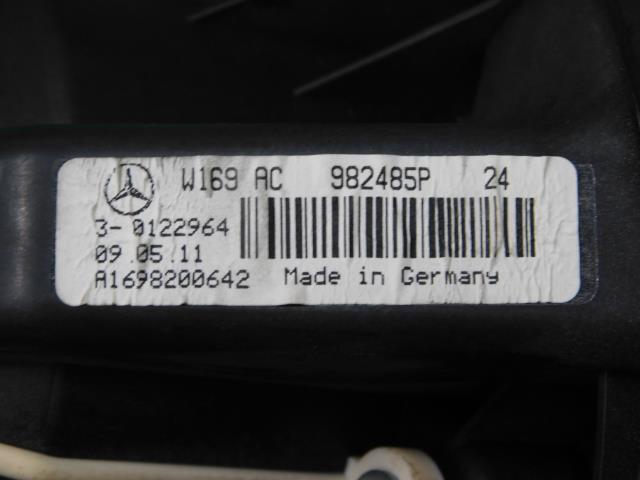 W169 AC 982485P 24
3- 0122964
09.05.11
A1698200642 Made in Germany